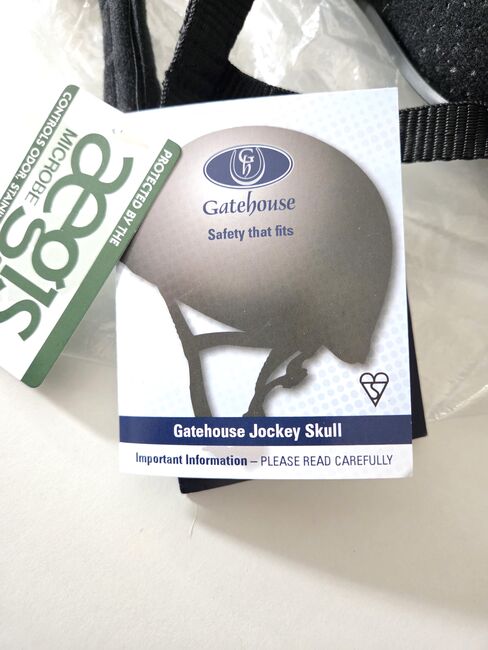 Gh
Gatehouse
Safety that fits
Gatehouse Jockey Skull
Important Information – PLEASE READ CAREFULLY
PROTECTED BY THE
aegis
MICROBE
CONTROLS ODOR, STAIN